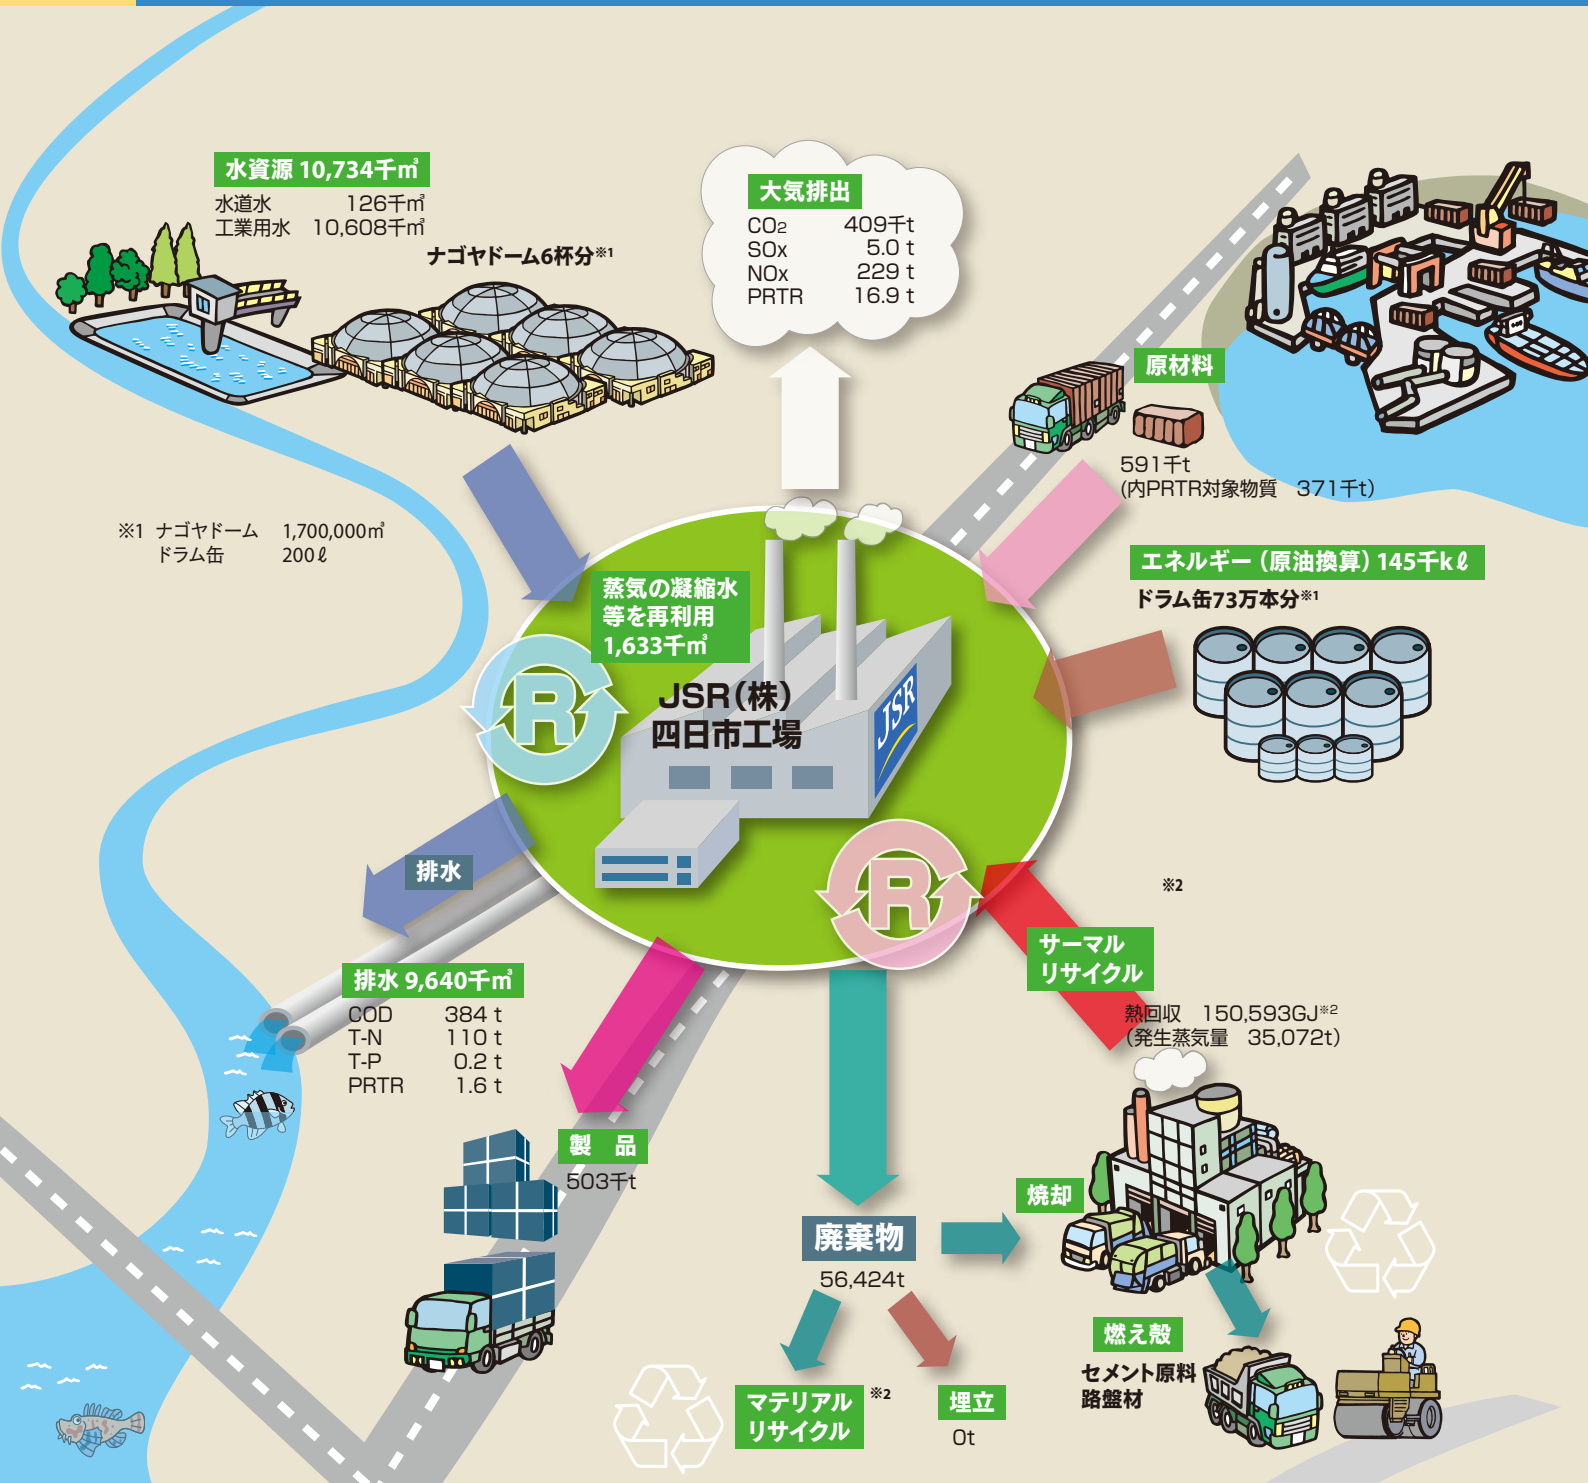 水資源 10,734千㎥
水道水 126千㎥
工業用水 10,608千㎥
ナゴヤドーム6杯分※1
大気排出
CO₂ 409千t
SOx 5.0 t
NOx 229 t
PRTR 16.9 t
原材料
591千t
(内PRTR対象物質 371千t)
※1 ナゴヤドーム 1,700,000㎥
ドラム缶 200ℓ
エネルギー（原油換算）145千kℓ
ドラム缶73万本分※1
蒸気の凝縮水
等を再利用
1,633千㎥
R
JSR（株）
四日市工場
JSR
排水
R
※2
サーマル
リサイクル
排水 9,640千㎥
COD 384 t
T-N 110 t
T-P 0.2 t
PRTR 1.6 t
熱回収 150,593GJ※2
（発生蒸気量 35,072t）
製 品
503千t
焼却
廃棄物
56,424t
燃え殻
セメント原料
路盤材
マテリアル
リサイクル
※2
埋立
0t